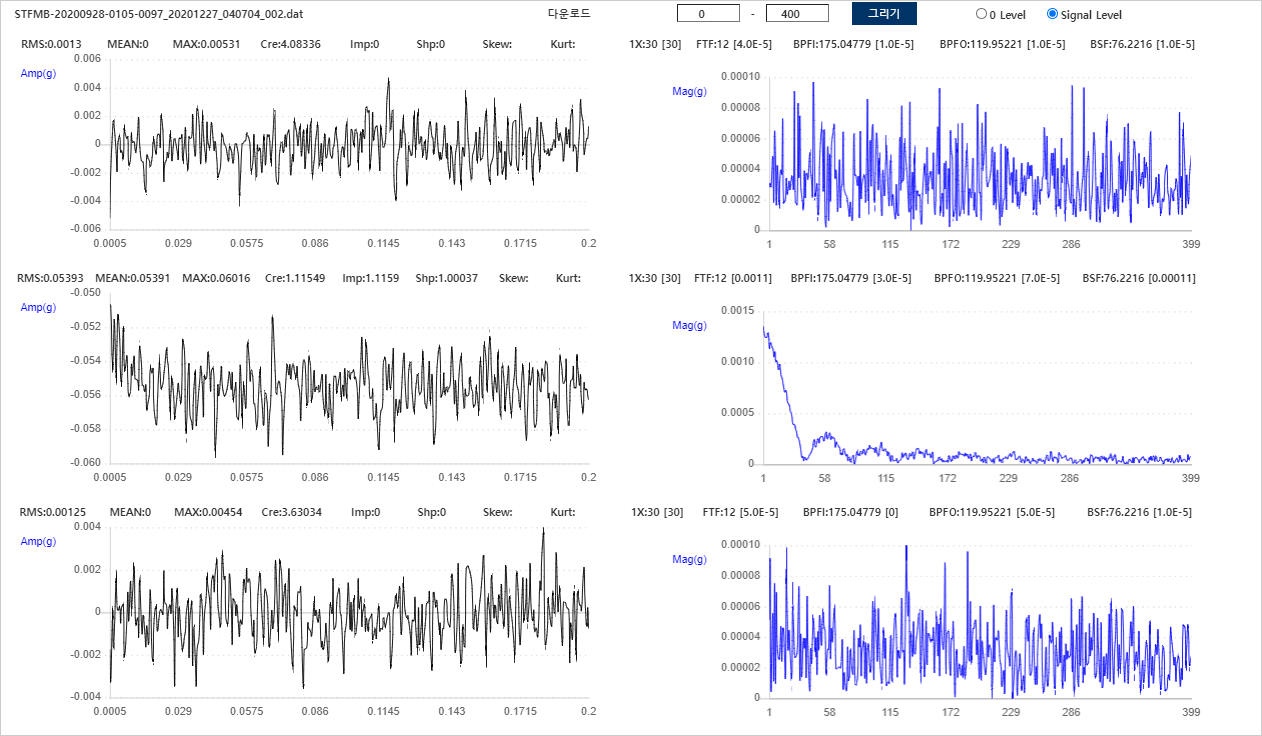 STFMB-20200928-0105-0097_20201227_040704_002.dat 다운로드 0 - 400 그리기 0 Level Signal Level
RMS:0.0013 MEAN:0 MAX:0.00531 Cre:4.08336 Imp:0 Shp:0 Skew: Kurt:
Amp(g)
0.006
0.004
0.002
0
-0.002
-0.004
-0.006
0.0005 0.029 0.0575 0.086 0.1145 0.143 0.1715 0.2
1X:30 [30] FTF:12 [4.0E-5] BPFI:175.04779 [1.0E-5] BPFO:119.95221 [1.0E-5] BSF:76.2216 [1.0E-5]
Mag(g)
0.00010
0.00008
0.00006
0.00004
0.00002
0
1 58 115 172 229 286 399
RMS:0.05393 MEAN:0.05391 MAX:0.06016 Cre:1.11549 Imp:1.1159 Shp:1.00037 Skew: Kurt:
Amp(g)
-0.050
-0.052
-0.054
-0.056
-0.058
-0.060
0.0005 0.029 0.0575 0.086 0.1145 0.143 0.1715 0.2
1X:30 [30] FTF:12 [0.0011] BPFI:175.04779 [3.0E-5] BPFO:119.95221 [7.0E-5] BSF:76.2216 [0.00011]
Mag(g)
0.0015
0.0010
0.0005
0
1 58 115 172 229 286 399
RMS:0.00125 MEAN:0 MAX:0.00454 Cre:3.63034 Imp:0 Shp:0 Skew: Kurt:
Amp(g)
0.004
0.002
0
-0.002
-0.004
0.0005 0.029 0.0575 0.086 0.1145 0.143 0.1715 0.2
1X:30 [30] FTF:12 [5.0E-5] BPFI:175.04779 [0] BPFO:119.95221 [5.0E-5] BSF:76.2216 [1.0E-5]
Mag(g)
0.00010
0.00008
0.00006
0.00004
0.00002
0
1 58 115 172 229 286 399